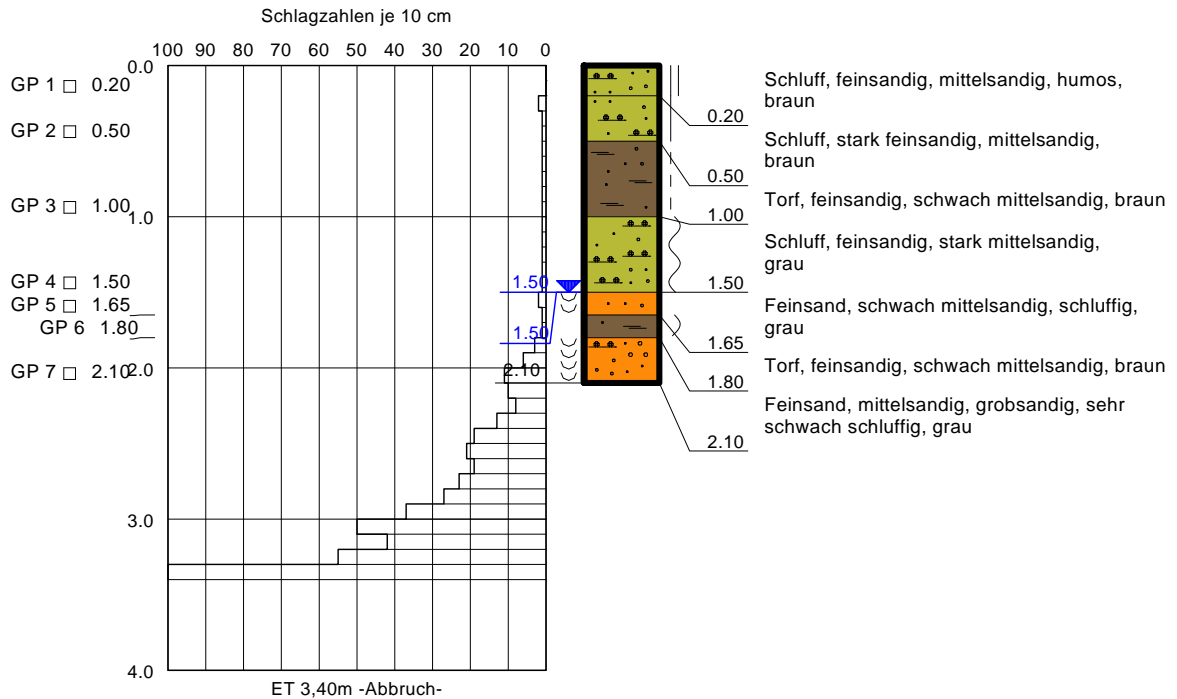 Schlagzahlen je 10 cm
100 90 80 70 60 50 40 30 20 10 0
0.0
GP 1 0.20
GP 2 0.50
GP 3 1.00
1.0
GP 4 1.50
GP 5 1.65
GP 6 1.80
GP 7 2.10
2.0
3.0
4.0
1.50
1.50
2.10
Schluff, feinsandig, mittelsandig, humos,
braun
0.20
Schluff, stark feinsandig, mittelsandig,
braun
0.50
Torf, feinsandig, schwach mittelsandig, braun
1.00
Schluff, feinsandig, stark mittelsandig,
grau
1.50
Feinsand, schwach mittelsandig, schluffig,
grau
1.65
Torf, feinsandig, schwach mittelsandig, braun
1.80
Feinsand, mittelsandig, grobsandig, sehr
schwach schluffig, grau
2.10
ET 3,40m -Abbruch-